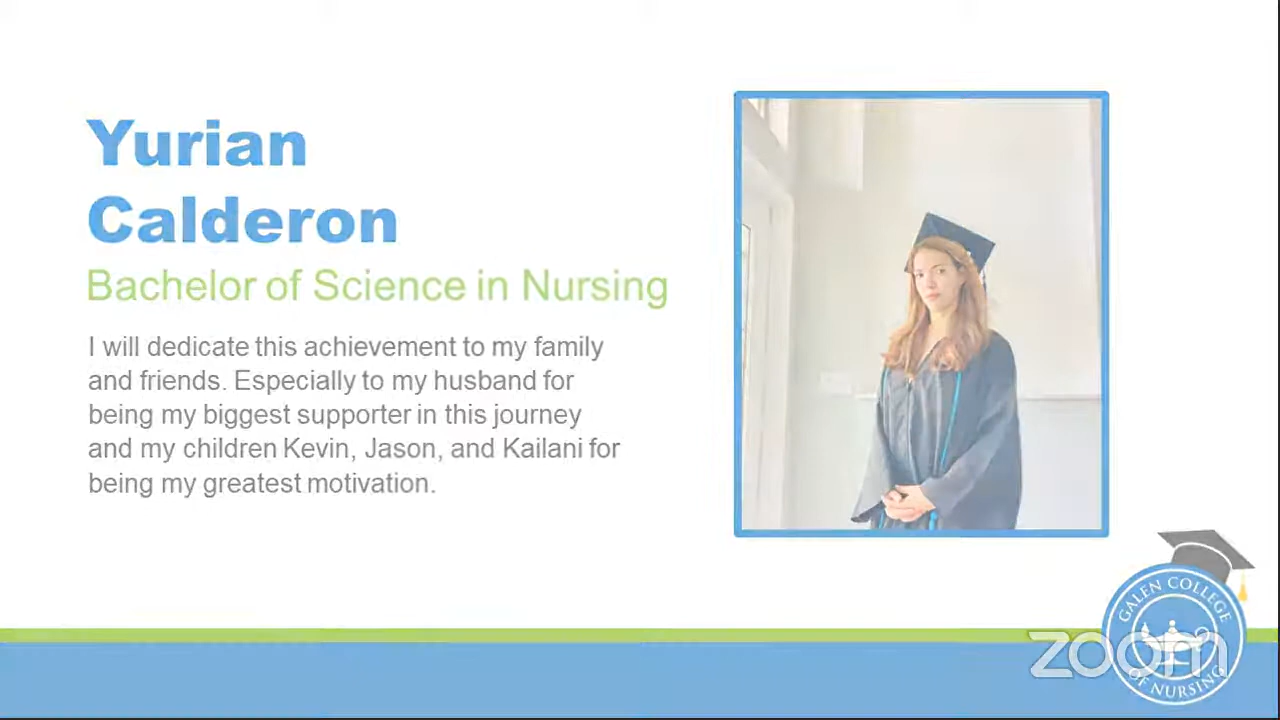 Yurian
Calderon
Bachelor of Science in Nursing
I will dedicate this achievement to my family
and friends. Especially to my husband for
being my biggest supporter in this journey
and my children Kevin, Jason, and Kailani for
being my greatest motivation.
GALEN COLLEGE
OF NURSING
zoom